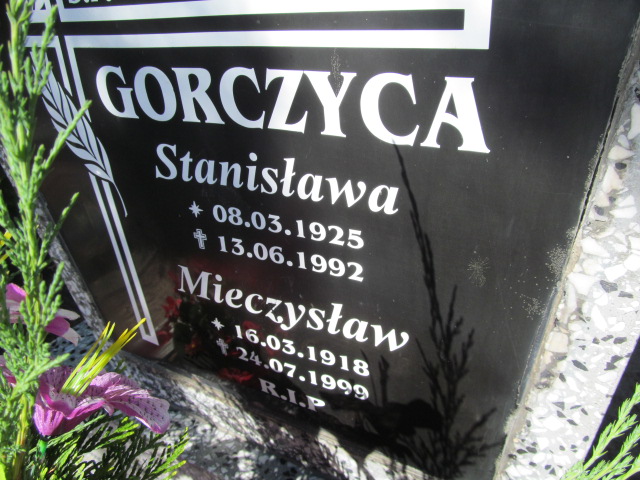 GORCZYCA
Stanisława
08.03.1925
13.06.1992
Mieczysław
16.03.1918
24.07.1999
R.I.P